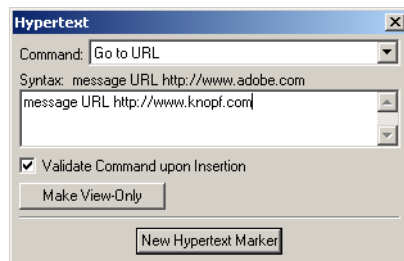 Hypertext
Command: Go to URL
Syntax: message URL http://www.adobe.com
message URL http://www.knopf.com
Validate Command upon Insertion
Make View-Only
New Hypertext Marker